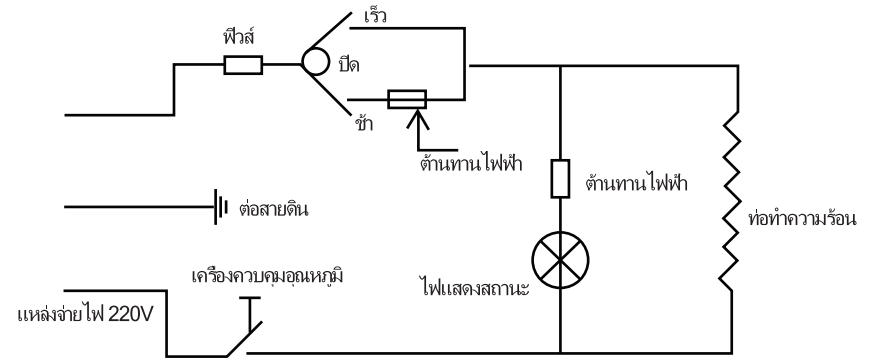 เร็ว
ฟิวส์
ปิด
ช้า
ต้านทานไฟฟ้า
ต้านทานไฟฟ้า
ต่อสายดิน
ท่อทำความร้อน
เครื่องควบคุมอุณหภูมิ
ไฟแสดงสถานะ
แหล่งจ่ายไฟ 220V